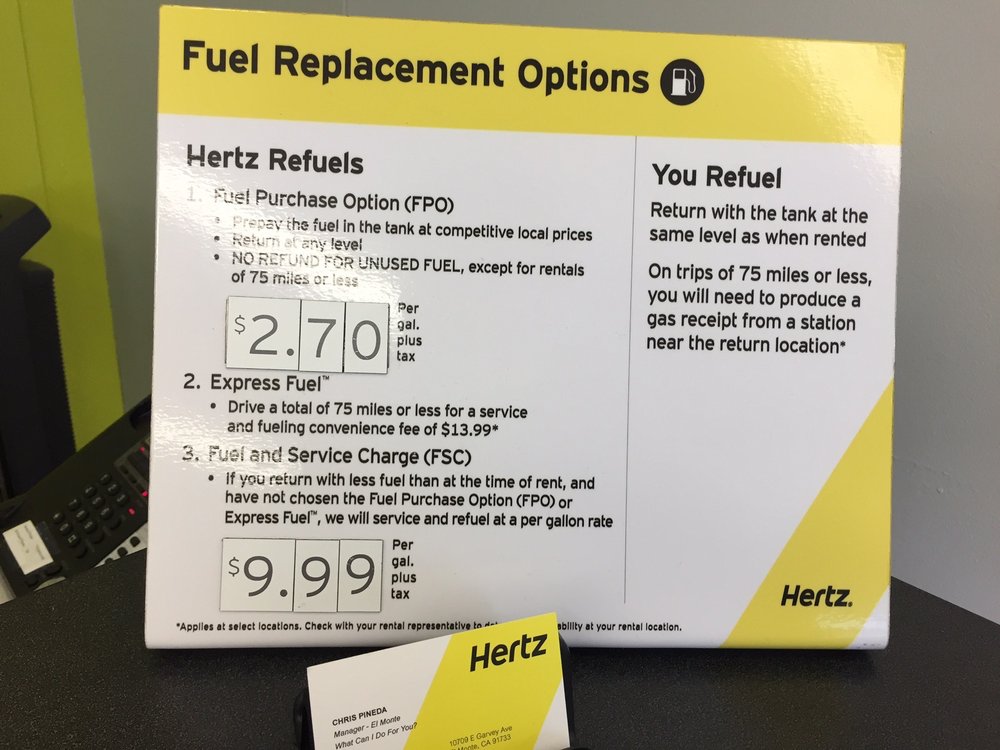 Fuel Replacement Options
Hertz Refuels
1. Fuel Purchase Option (FPO)
• Prepay the fuel in the tank at competitive local prices
• Return at any level
• NO REFUND FOR UNUSED FUEL, except for rentals
of 75 miles or less
$2.70
Per
gal.
plus
tax
2. Express Fuel™
• Drive a total of 75 miles or less for a service
and fueling convenience fee of $13.99*
3. Fuel and Service Charge (FSC)
• If you return with less fuel than at the time of rent, and
have not chosen the Fuel Purchase Option (FPO) or
Express Fuel™, we will service and refuel at a per gallon rate
$9.99
Per
gal.
plus
tax
You Refuel
Return with the tank at the
same level as when rented
On trips of 75 miles or less,
you will need to produce a
gas receipt from a station
near the return location*
Hertz.
*Applies at select locations. Check with your rental representative to at your rental location.
Hertz
CHRIS PINEDA
Manager - El Monte
What Can I Do For You?
10709 E Garvey Ave
Monte, CA 91733